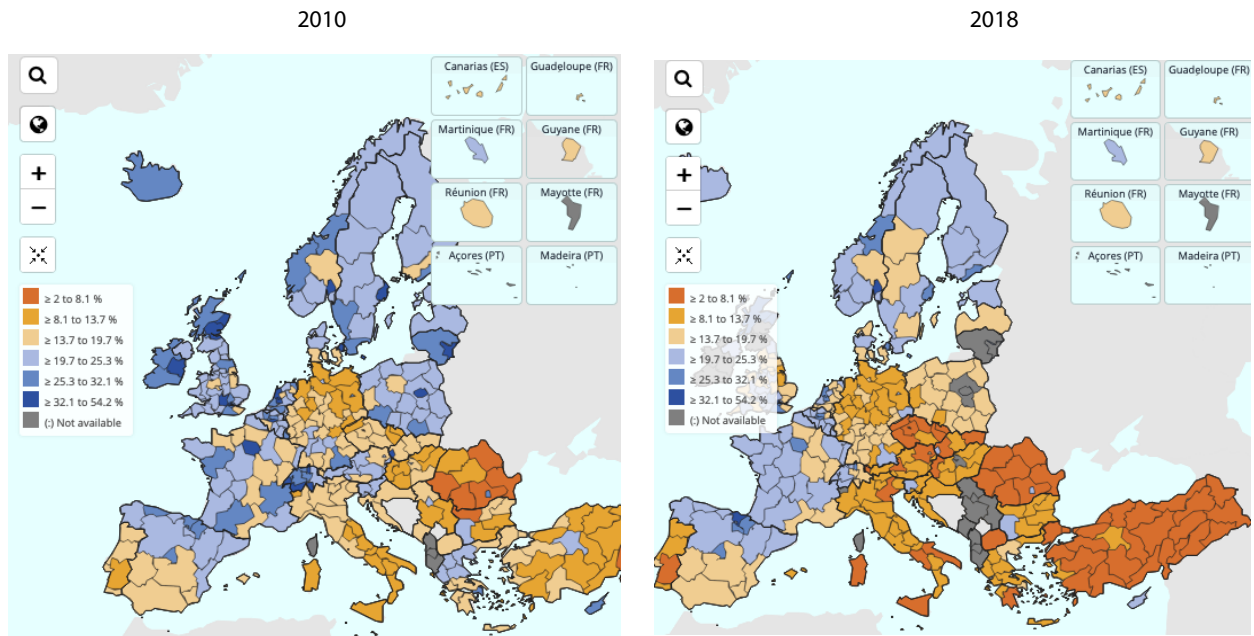 2010
2018
Canarias (ES)
Guadeloupe (FR)
Martinique (FR)
Guyane (FR)
Réunion (FR)
Mayotte (FR)
Açores (PT)
Madeira (PT)
+
−
≥ 2 to 8.1 %
≥ 8.1 to 13.7 %
≥ 13.7 to 19.7 %
≥ 19.7 to 25.3 %
≥ 25.3 to 32.1 %
≥ 32.1 to 54.2 %
(:) Not available
Canarias (ES)
Guadeloupe (FR)
Martinique (FR)
Guyane (FR)
Réunion (FR)
Mayotte (FR)
Açores (PT)
Madeira (PT)
+
−
≥ 2 to 8.1 %
≥ 8.1 to 13.7 %
≥ 13.7 to 19.7 %
≥ 19.7 to 25.3 %
≥ 25.3 to 32.1 %
≥ 32.1 to 54.2 %
(:) Not available